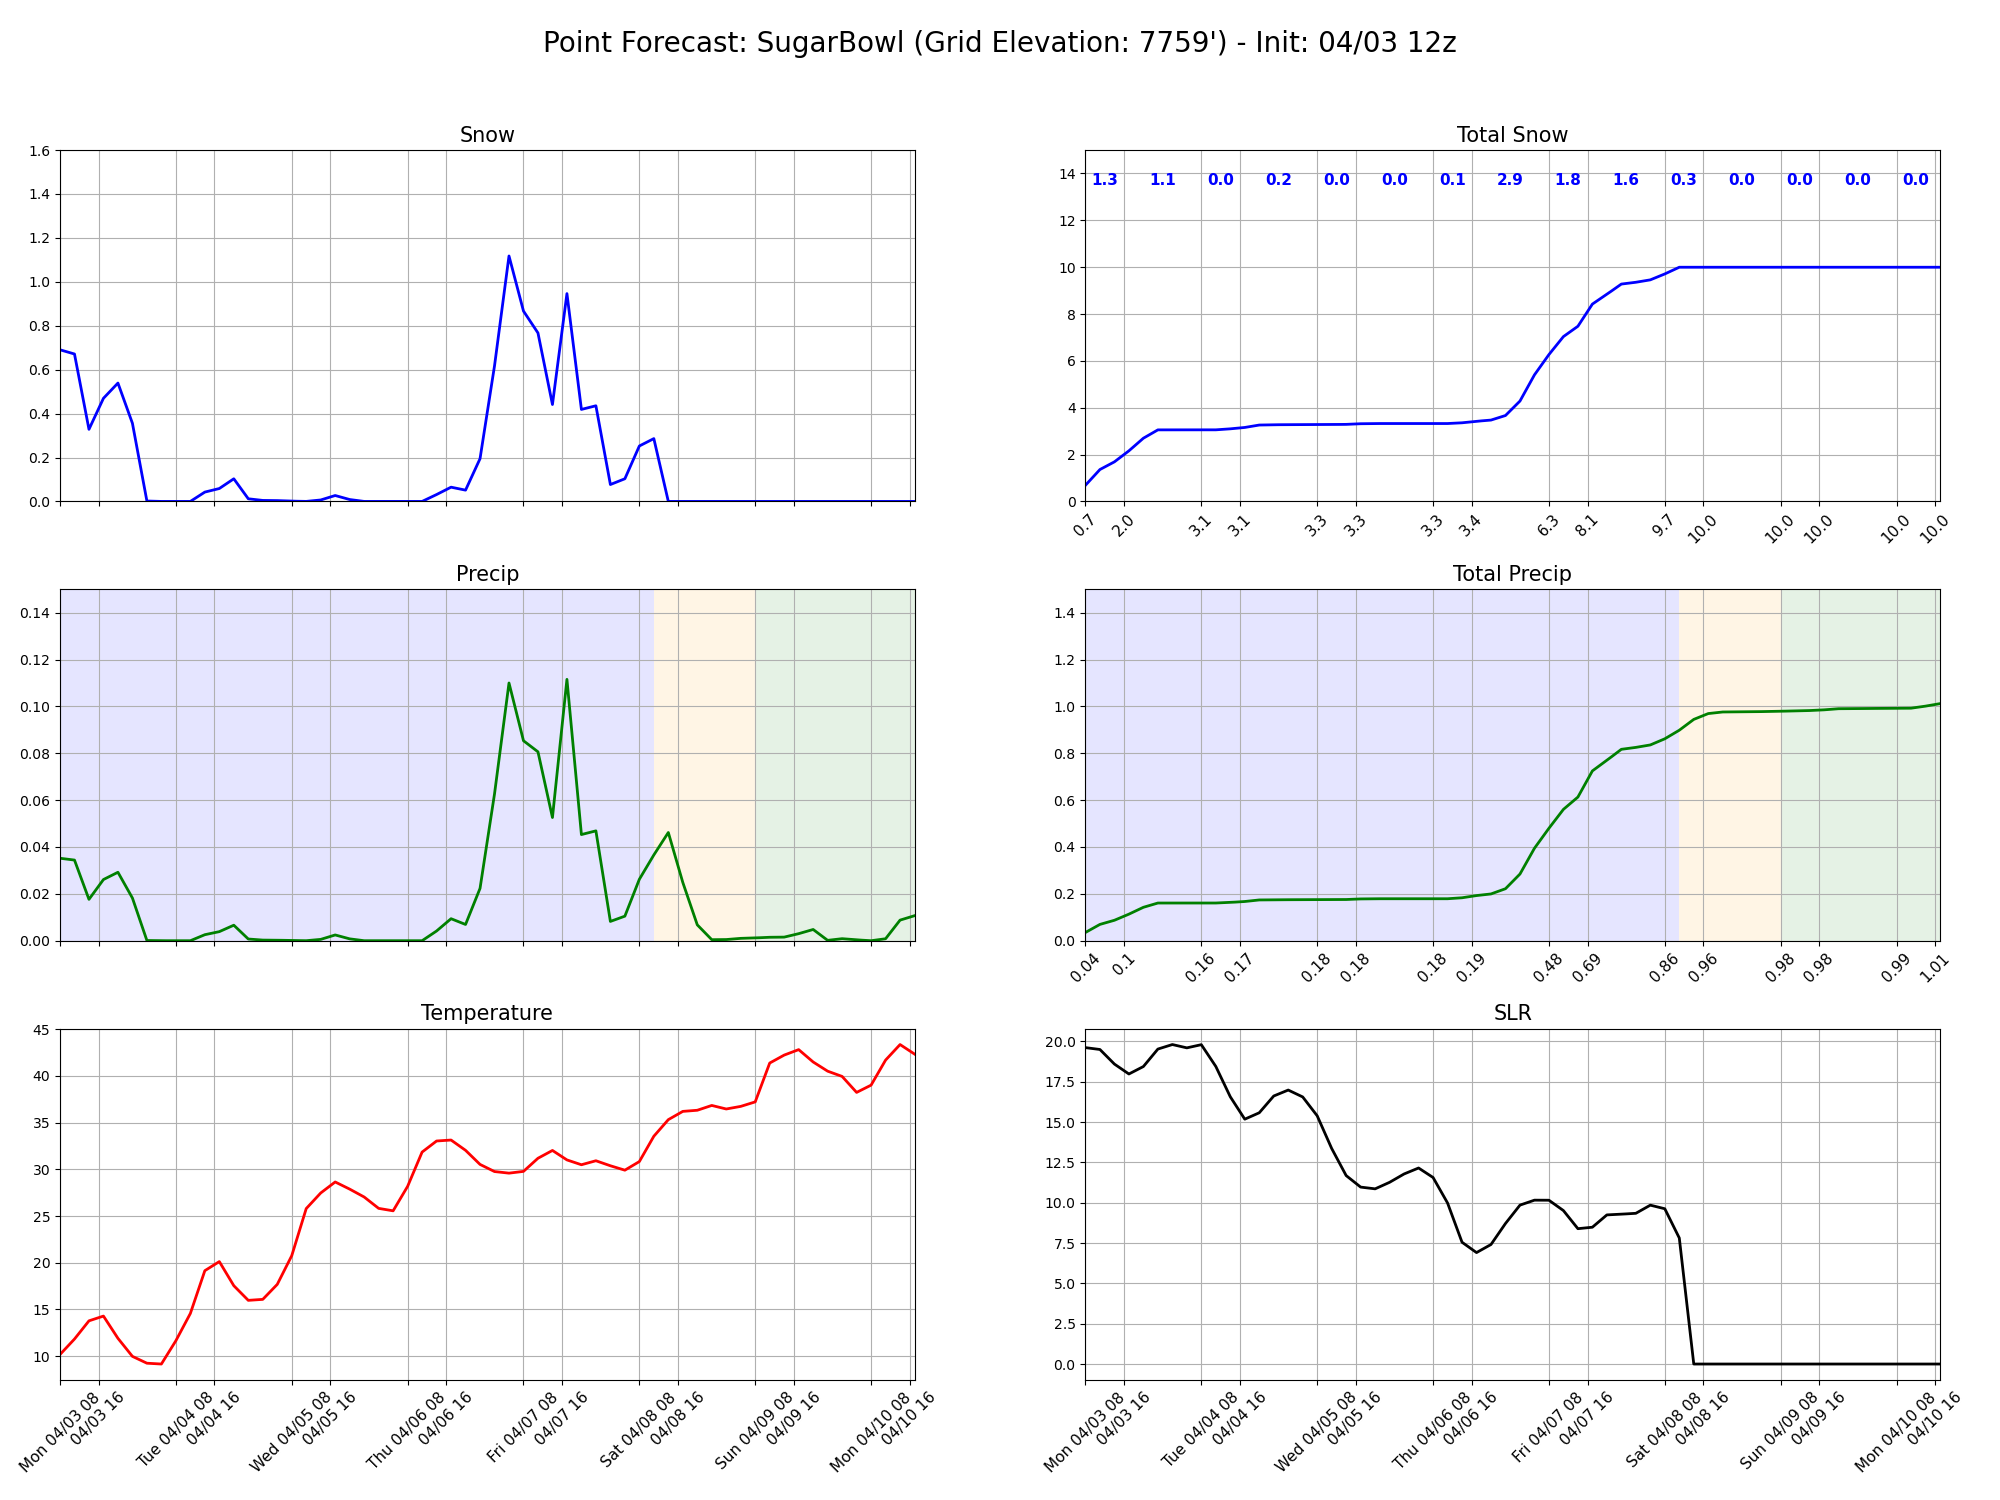 Point Forecast: SugarBowl (Grid Elevation: 7759') - Init: 04/03 12z
Snow
1.6
1.4
1.2
1.0
0.8
0.6
0.4
0.2
0.0
Total Snow
14
12
10
8
6
4
2
0
1.3 1.1 0.0 0.2 0.0 0.0 0.1 2.9 1.8 1.6 0.3 0.0 0.0 0.0 0.0
0.7 2.0 3.1 3.1 3.3 3.3 3.3 3.4 6.3 8.1 9.7 10.0 10.0 10.0 10.0 10.0
Precip
0.14
0.12
0.10
0.08
0.06
0.04
0.02
0.00
Total Precip
1.4
1.2
1.0
0.8
0.6
0.4
0.2
0.0
0.04 0.1 0.16 0.17 0.18 0.18 0.18 0.19 0.48 0.69 0.86 0.96 0.98 0.98 0.99 1.01
Temperature
45
40
35
30
25
20
15
10
Mon 04/03 08
04/03 16
Tue 04/04 08
04/04 16
Wed 04/05 08
04/05 16
Thu 04/06 08
04/06 16
Fri 04/07 08
04/07 16
Sat 04/08 08
04/08 16
Sun 04/09 08
04/09 16
Mon 04/10 08
04/10 16
SLR
20.0
17.5
15.0
12.5
10.0
7.5
5.0
2.5
0.0
Mon 04/03 08
04/03 16
Tue 04/04 08
04/04 16
Wed 04/05 08
04/05 16
Thu 04/06 08
04/06 16
Fri 04/07 08
04/07 16
Sat 04/08 08
04/08 16
Sun 04/09 08
04/09 16
Mon 04/10 08
04/10 16